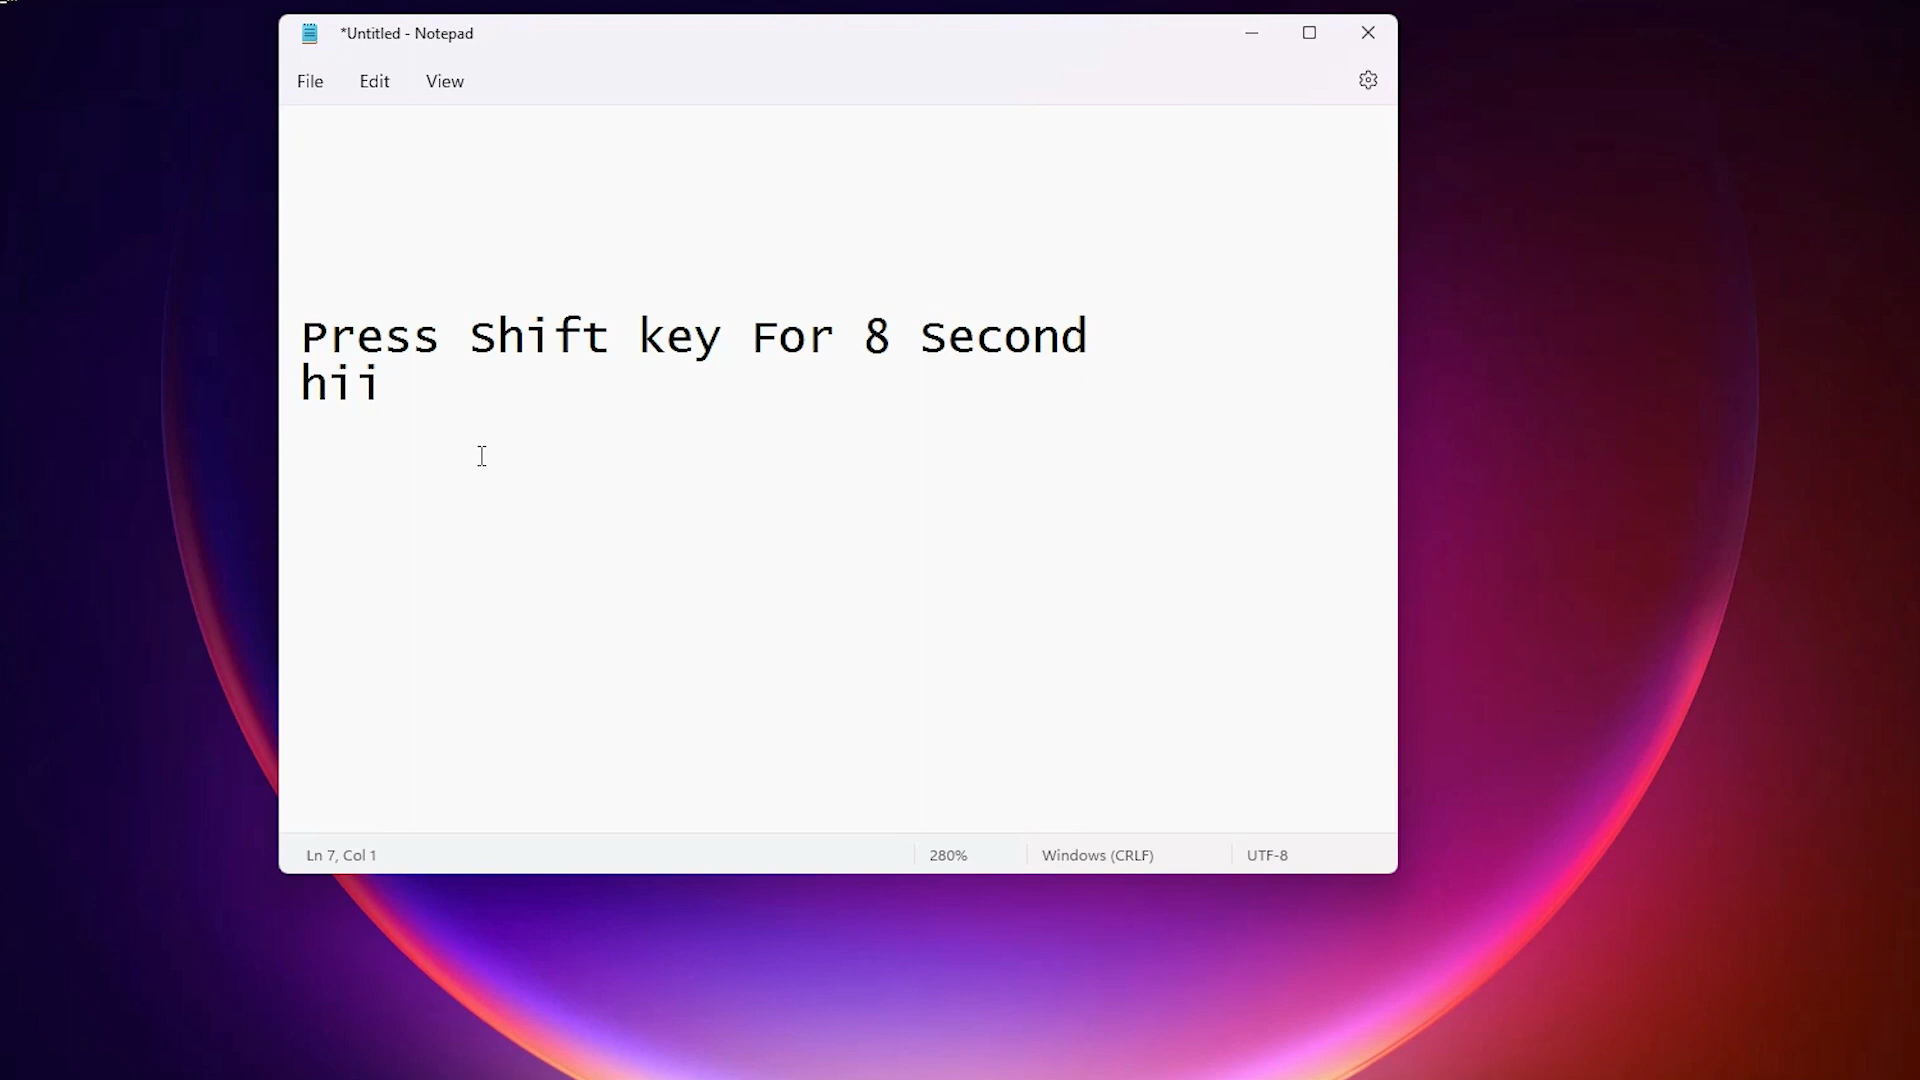 *Untitled - Notepad
File Edit View
Press Shift key For 8 Second
hii
Ln 7, Col 1 280% Windows (CRLF) UTF-8